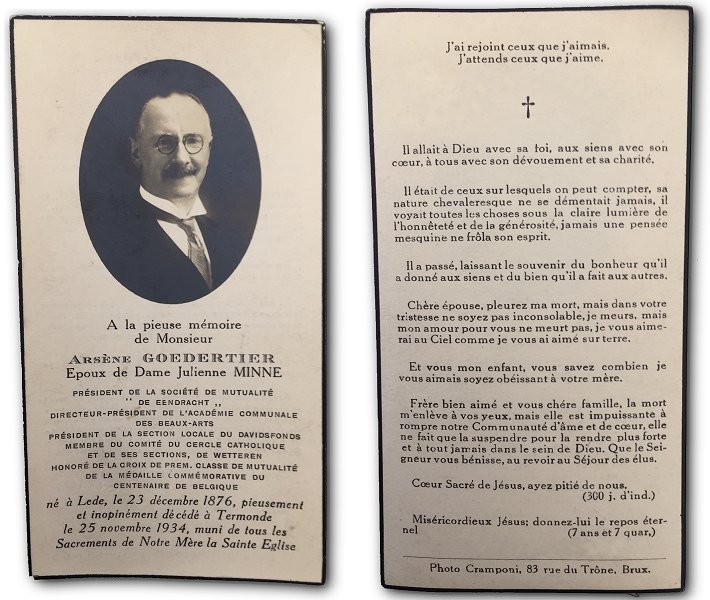 A la pieuse mémoire
de Monsieur
ARSÈNE GOEDERTIER
Epoux de Dame Julienne MINNE
PRÉSIDENT DE LA SOCIÉTÉ DE MUTUALITÉ
" DE EENDRACHT „
DIRECTEUR-PRÉSIDENT DE L'ACADÉMIE COMMUNALE
DES BEAUX-ARTS
PRÉSIDENT DE LA SECTION LOCALE DU DAVIDSFONDS
MEMBRE DU COMITÉ DU CERCLE CATHOLIQUE
ET DE SES SECTIONS, DE WETTEREN
HONORÉ DE LA CROIX DE PREM. CLASSE DE MUTUALITÉ
DE LA MÉDAILLE COMMÉMORATIVE DU
CENTENAIRE DE BELGIQUE
né à Lede, le 23 décembre 1876, pieusement
et inopinément décédé à Termonde
le 25 novembre 1934, muni de tous les
Sacrements de Notre Mère la Sainte Eglise
J'ai rejoint ceux que j'aimais.
J'attends ceux que j'aime.
Il allait à Dieu avec sa foi, aux siens avec son
cœur, à tous avec son dévouement et sa charité.
Il était de ceux sur lesquels on peut compter, sa
nature chevaleresque ne se démentait jamais, il
voyait toutes les choses sous la claire lumière de
l'honnêteté et de la générosité, jamais une pensée
mesquine ne frôla son esprit.
Il a passé, laissant le souvenir du bonheur qu'il
a donné aux siens et du bien qu'il a fait aux autres.
Chère épouse, pleurez ma mort, mais dans votre
tristesse ne soyez pas inconsolable, je meurs, mais
mon amour pour vous ne meurt pas, je vous aime-
rai au Ciel comme je vous ai aimé sur terre.
Et vous mon enfant, vous savez combien je
vous aimais soyez obéissant à votre mère.
Frère bien aimé et vous chére famille, la mort
m'enlève à vos yeux, mais elle est impuissante à
rompre notre Communauté d'âme et de cœur, elle
ne fait que la suspendre pour la rendre plus forte
et à tout jamais dans le sein de Dieu. Que le Sei-
gneur vous bénisse, au revoir au Séjour des élus.
Cœur Sacré de Jésus, ayez pitié de nous.
(300 j. d'ind.)
Miséricordieux Jésus; donnez-lui le repos éter-
nel (7 ans et 7 quar,)
Photo Cramponi, 83 rue du Trône, Brux.